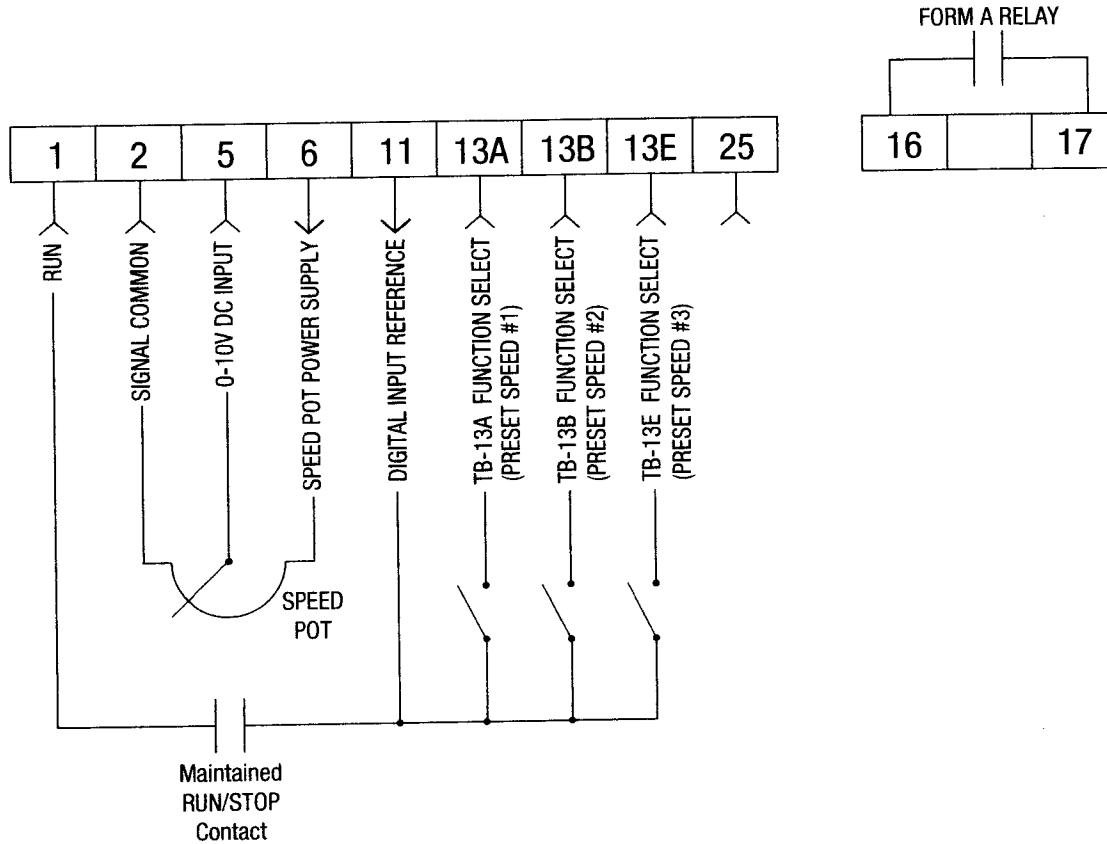 FORM A RELAY
1 2 5 6 11 13A 13B 13E 25
16 17
RUN
SIGNAL COMMON
0-10V DC INPUT
SPEED POT POWER SUPPLY
DIGITAL INPUT REFERENCE
TB-13A FUNCTION SELECT
(PRESET SPEED #1)
TB-13B FUNCTION SELECT
(PRESET SPEED #2)
TB-13E FUNCTION SELECT
(PRESET SPEED #3)
SPEED
POT
Maintained
RUN/STOP
Contact